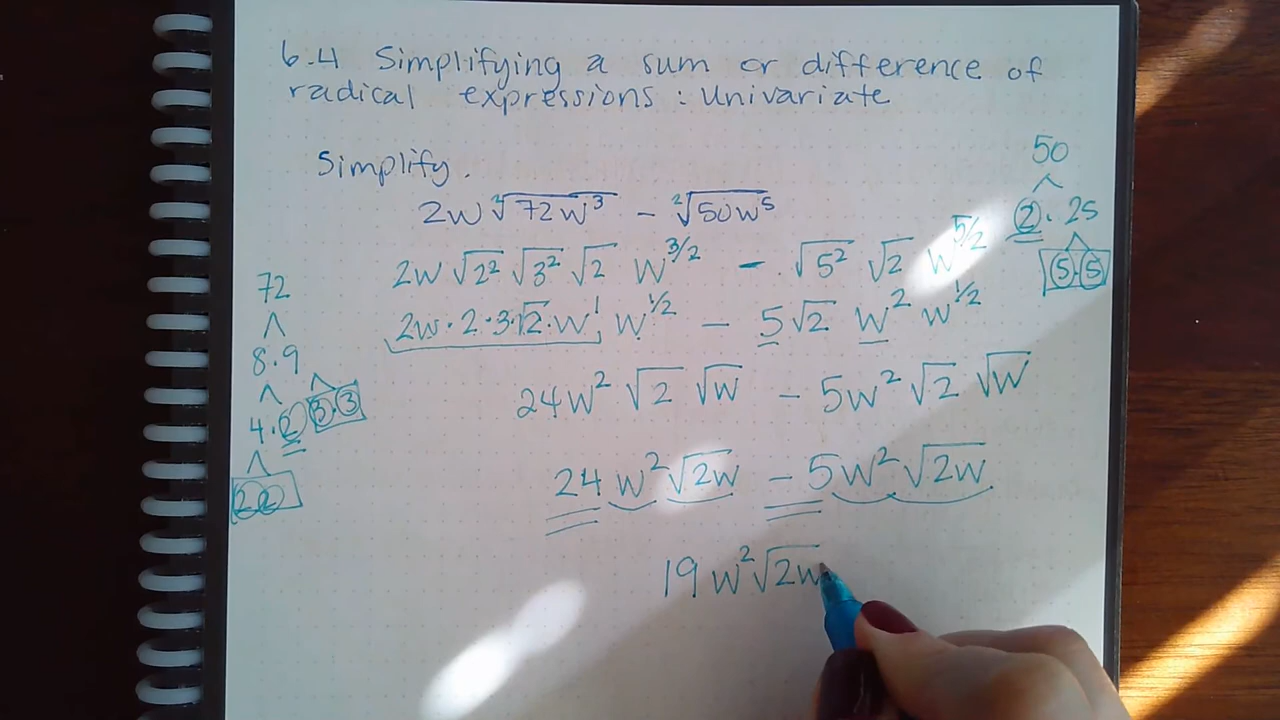 6.4 Simplifying a sum or difference of
radical expressions : Univariate
Simplify.
2w ²√72w³ − ²√50w⁵
2w √2² √3² √2 w^3/2 − √5² √2 w^5/2
2w · 2 · 3 · √2 · w¹ w^1/2 − 5√2 w² w^1/2
24w² √2 √w − 5w² √2 √w
24 w² √2w − 5w² √2w
19 w² √2w
72
8 · 9
4 · 2 3 · 3
2 2
50
2 · 25
5 · 5